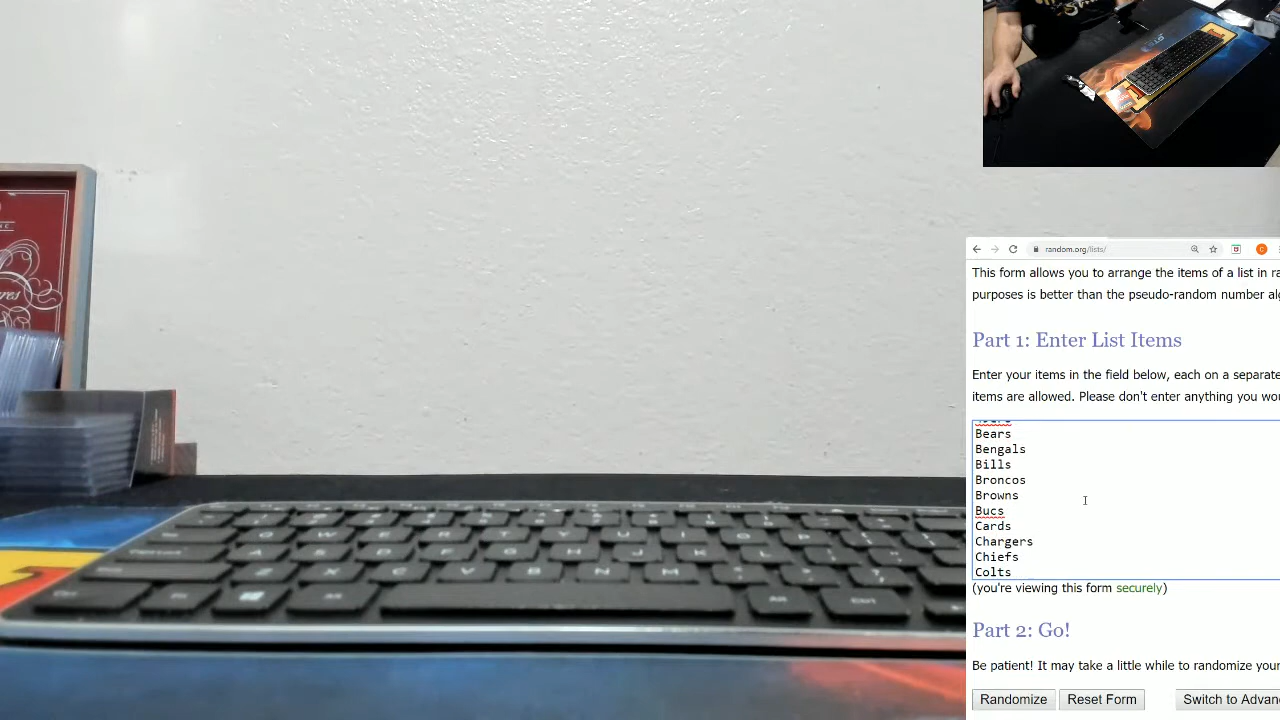 random.org/lists/
This form allows you to arrange the items of a list in
purposes is better than the pseudo-random number
Part 1: Enter List Items
Enter your items in the field below, each on a separate
items are allowed. Please don't enter anything you
Bears
Bengals
Bills
Broncos
Browns
Bucs
Cards
Chargers
Chiefs
Colts
(you're viewing this form securely)
Part 2: Go!
Be patient! It may take a little while to randomize your
Randomize Reset Form Switch to
Q W E R T Y U I O P
A S D F G H J K L
Z X C V B N M
Ctrl Fn Alt Ctrl